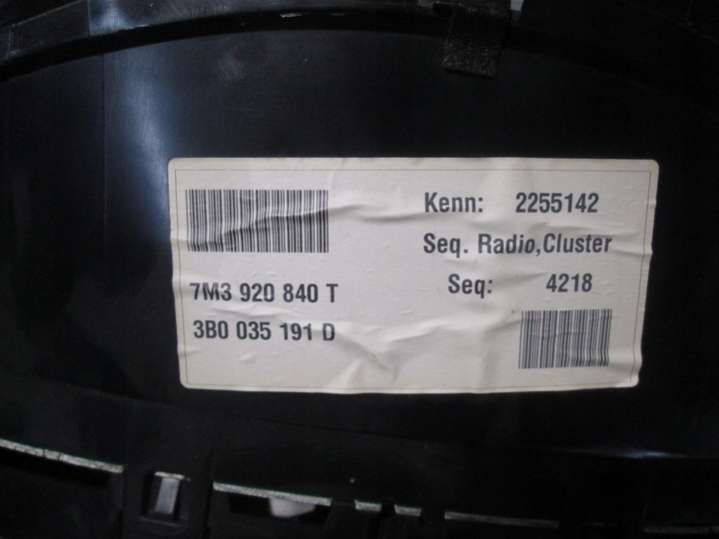 Kenn: 2255142
Seq. Radio,Cluster
Seq: 4218
7M3 920 840 T
3B0 035 191 D